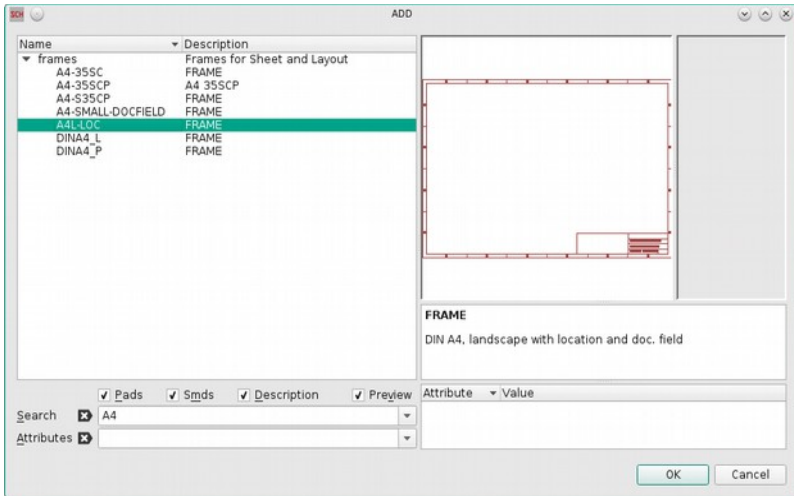 SCH
ADD
Name Description
frames Frames for Sheet and Layout
A4-35SC FRAME
A4-35SCP A4 35SCP
A4-S35CP FRAME
A4-SMALL-DOCFIELD FRAME
A4L-LOC FRAME
DINA4_L FRAME
DINA4_P FRAME
FRAME
DIN A4, landscape with location and doc. field
Pads Smds Description Preview
Attribute Value
Search A4
Attributes
OK Cancel